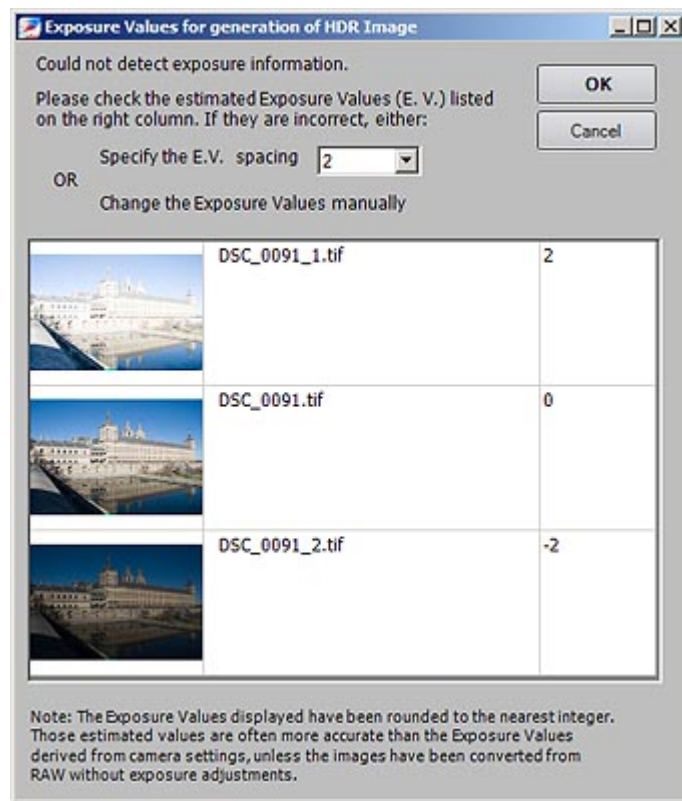 Exposure Values for generation of HDR Image
Could not detect exposure information.
Please check the estimated Exposure Values (E. V.) listed
on the right column. If they are incorrect, either:
OK
Cancel
Specify the E.V. spacing 2
OR
Change the Exposure Values manually
DSC_0091_1.tif 2
DSC_0091.tif 0
DSC_0091_2.tif -2
Note: The Exposure Values displayed have been rounded to the nearest integer.
Those estimated values are often more accurate than the Exposure Values
derived from camera settings, unless the images have been converted from
RAW without exposure adjustments.